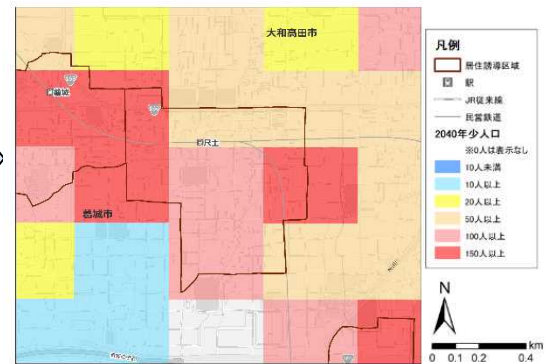 大和高田市
尺土
葛城市
凡例
居住誘導区域
駅
JR従来線
民営鉄道
2040年少人口
※0人は表示なし
10人未満
10人以上
20人以上
50人以上
100人以上
150人以上
N
km
0 0.1 0.2 0.4